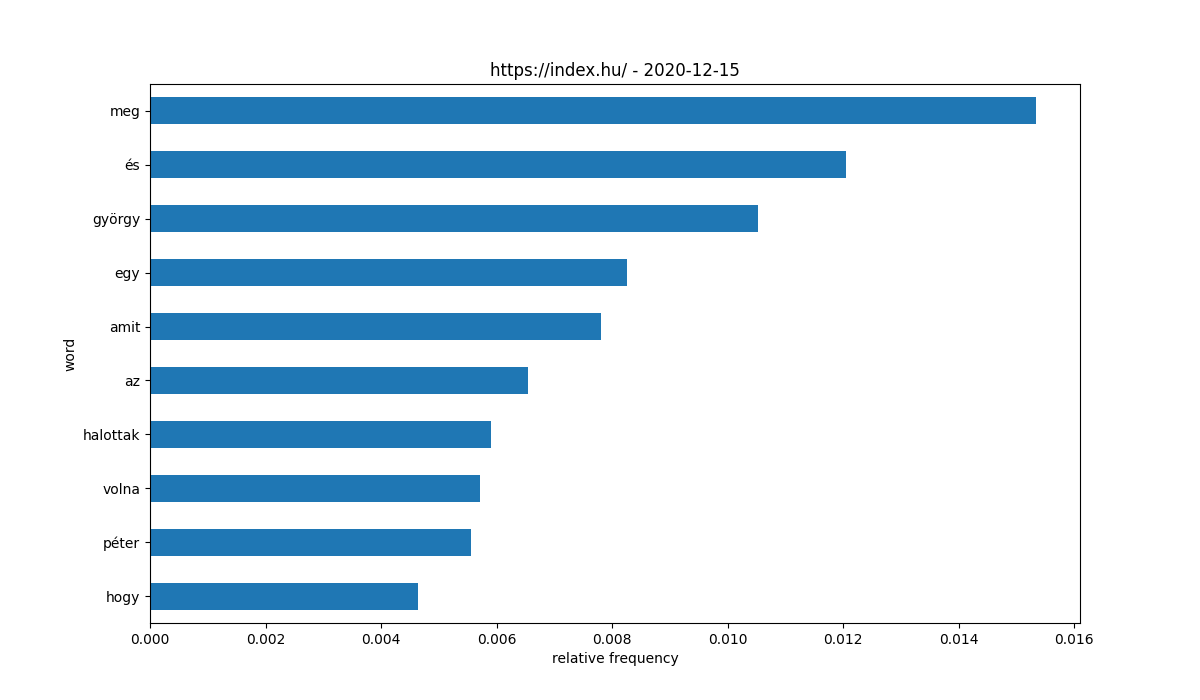 https://index.hu/ - 2020-12-15
word
meg
és
györgy
egy
amit
az
halottak
volna
péter
hogy
0.000 0.002 0.004 0.006 0.008 0.010 0.012 0.014 0.016
relative frequency